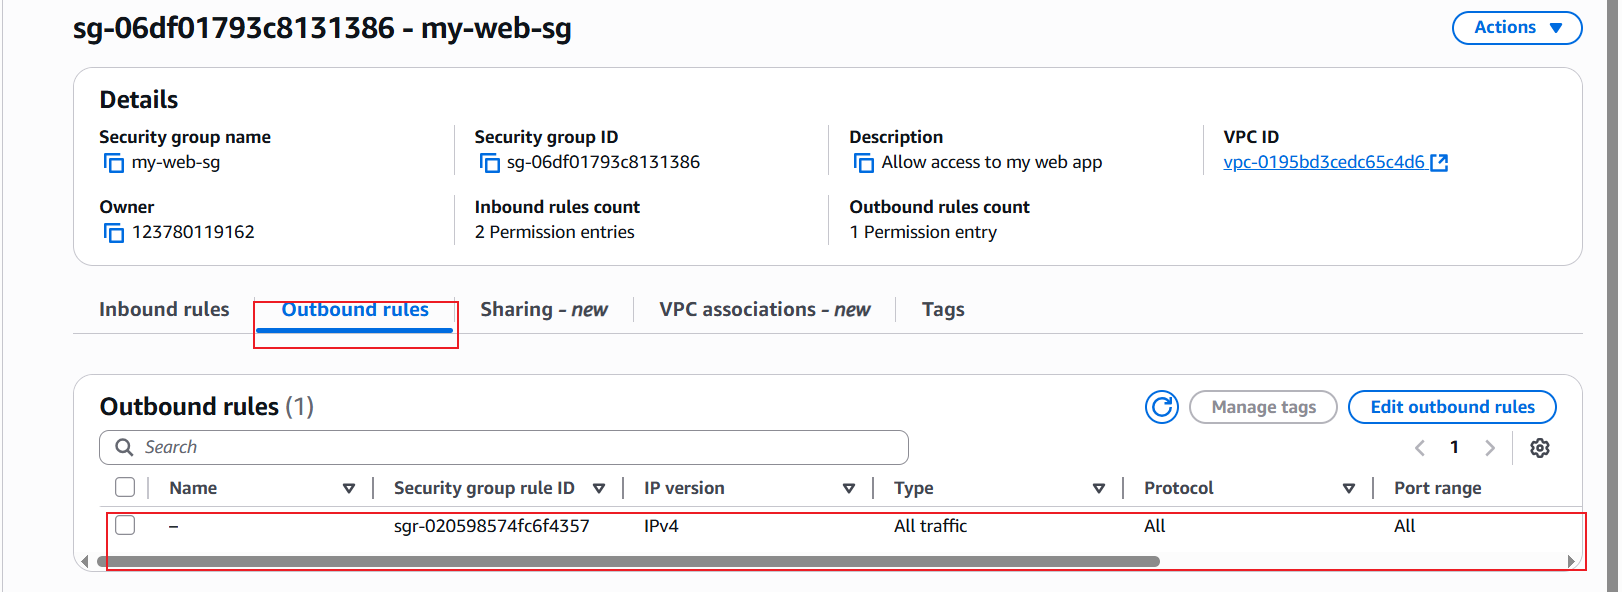 sg-06df01793c8131386 - my-web-sg
Actions
Details
Security group name
my-web-sg
Security group ID
sg-06df01793c8131386
Description
Allow access to my web app
VPC ID
vpc-0195bd3cedc65c4d6
Owner
123780119162
Inbound rules count
2 Permission entries
Outbound rules count
1 Permission entry
Inbound rules
Outbound rules
Sharing - new
VPC associations - new
Tags
Outbound rules (1)
Manage tags
Edit outbound rules
Search
1
Name
Security group rule ID
IP version
Type
Protocol
Port range
–
sgr-020598574fc6f4357
IPv4
All traffic
All
All